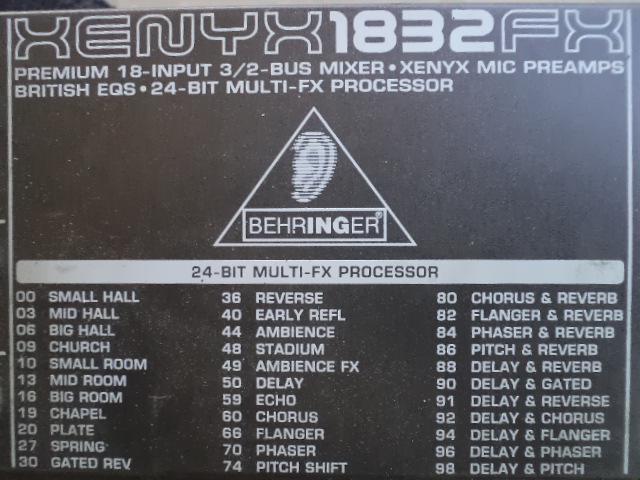 XENYX1832FX
PREMIUM 18-INPUT 3/2-BUS MIXER • XENYX MIC PREAMPS
BRITISH EQS • 24-BIT MULTI-FX PROCESSOR
BEHRINGER®
24-BIT MULTI-FX PROCESSOR
00 SMALL HALL
03 MID HALL
06 BIG HALL
09 CHURCH
10 SMALL ROOM
13 MID ROOM
16 BIG ROOM
19 CHAPEL
20 PLATE
27 SPRING
30 GATED REV
36 REVERSE
40 EARLY REFL
44 AMBIENCE
48 STADIUM
49 AMBIENCE FX
50 DELAY
59 ECHO
60 CHORUS
66 FLANGER
70 PHASER
74 PITCH SHIFT
80 CHORUS & REVERB
82 FLANGER & REVERB
84 PHASER & REVERB
86 PITCH & REVERB
88 DELAY & REVERB
90 DELAY & GATED
91 DELAY & REVERSE
92 DELAY & CHORUS
94 DELAY & FLANGER
96 DELAY & PHASER
98 DELAY & PITCH